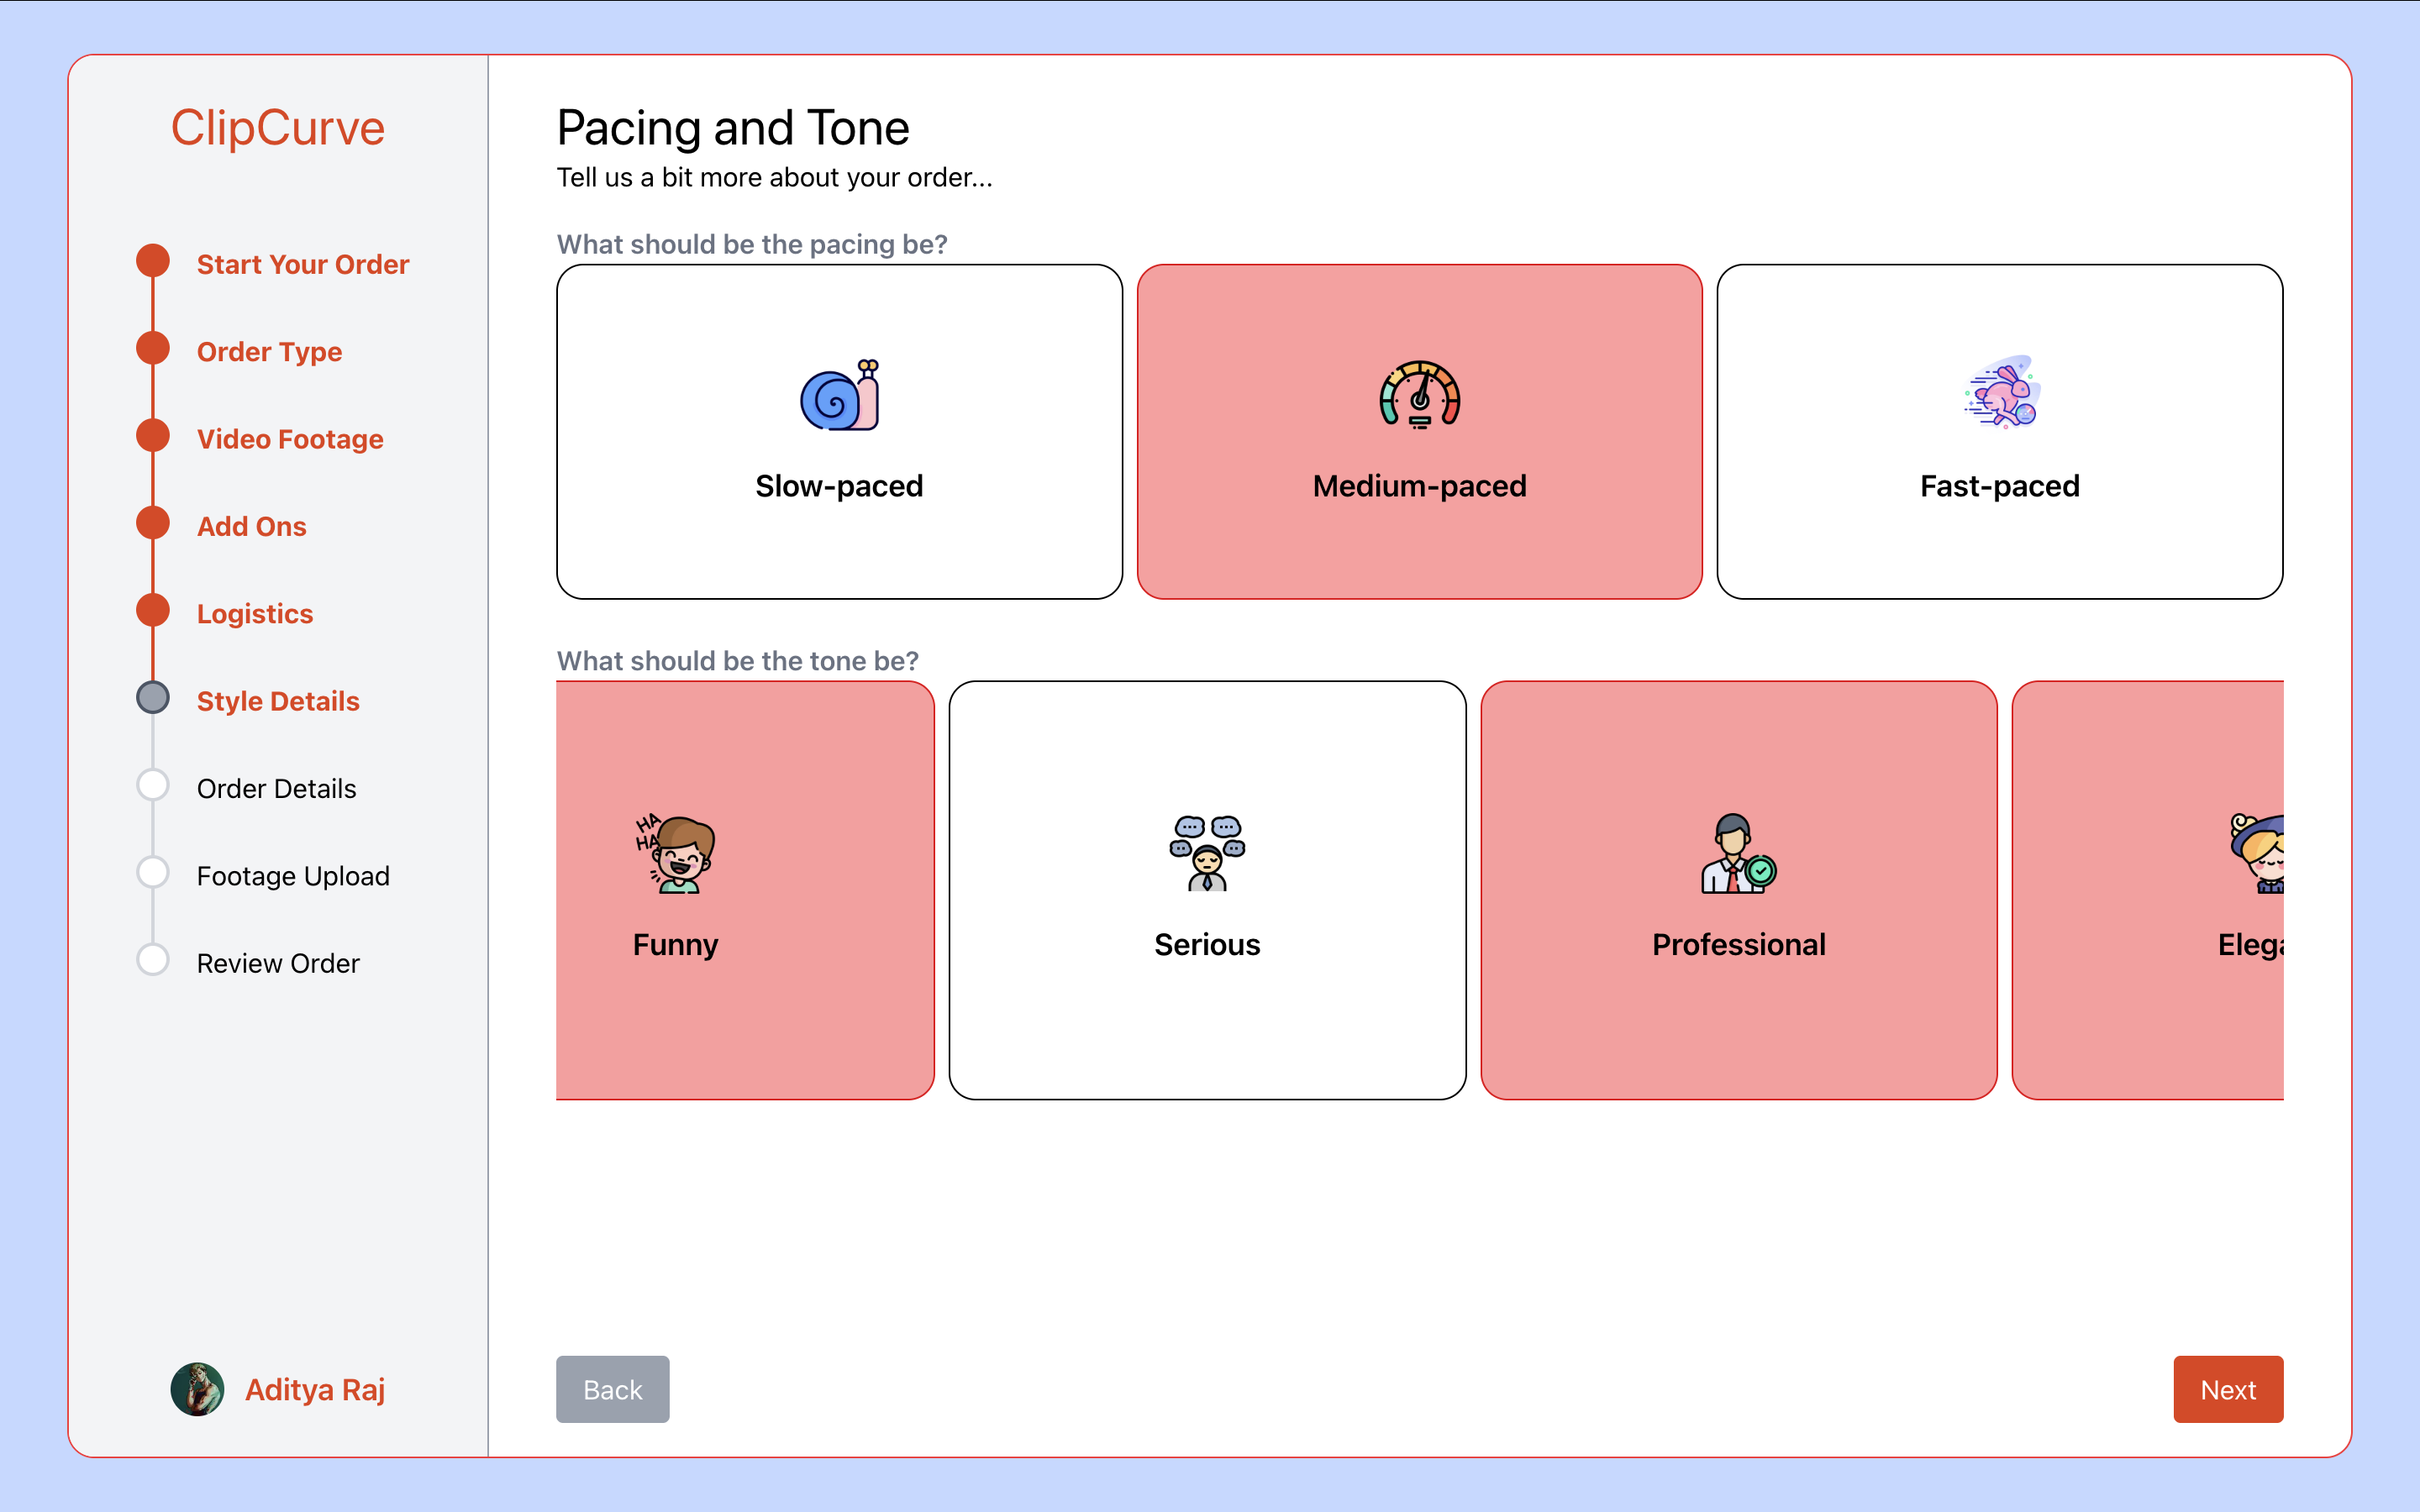 ClipCurve
Start Your Order
Order Type
Video Footage
Add Ons
Logistics
Style Details
Order Details
Footage Upload
Review Order
Aditya Raj
Pacing and Tone
Tell us a bit more about your order...
What should be the pacing be?
Slow-paced
Medium-paced
Fast-paced
What should be the tone be?
HA
HA
Funny
Serious
Professional
Back
Next